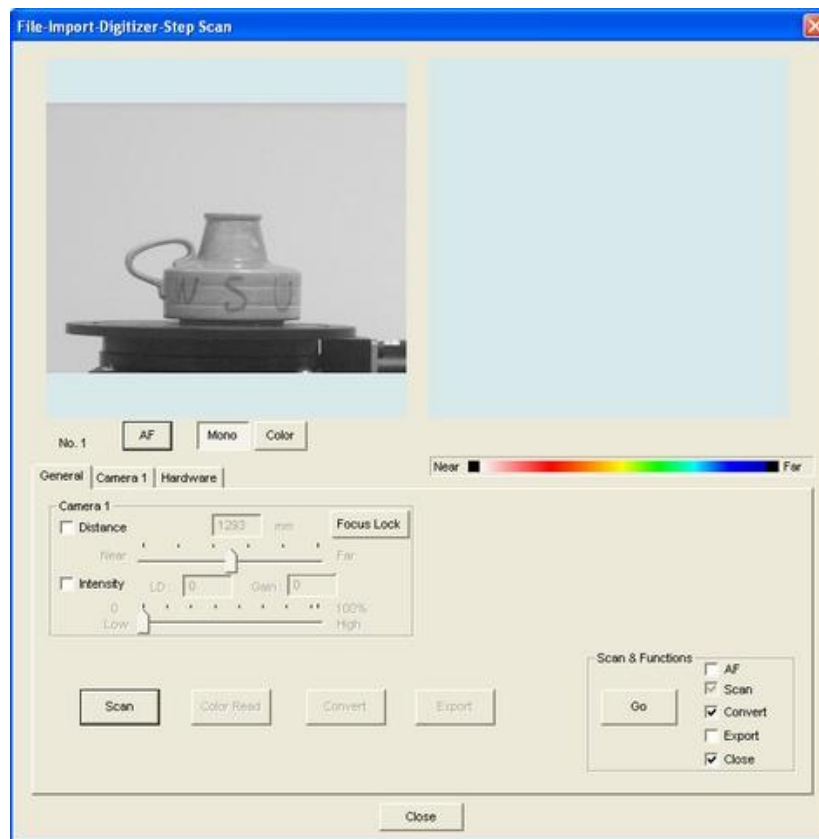 File-Import-Digitizer-Step Scan
W S U
No. 1
AF
Mono
Color
Near
Far
General
Camera 1
Hardware
Camera 1
Distance
1293
mm
Focus Lock
Near
Far
Intensity
LD :
0
Gain :
0
0
100%
Low
High
Scan
Color Read
Convert
Export
Scan & Functions
Go
AF
Scan
Convert
Export
Close
Close